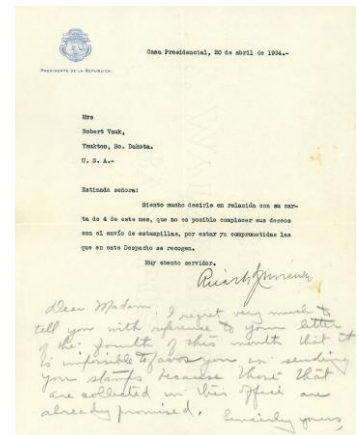 Casa Presidencial, 20 de abril de 1934.-
PRESIDENTE DE LA REPUBLICA.
Mrs
Robert Vauk,
Yankton, So. Dakota.
U. S. A.-
Estimada señora:
Siento mucho decirle en relación con su car-
ta de 4 de este mes, que no es posible complacer sus deseos
con el envío de estampillas, por estar ya comprometidas las
que en este Despacho se recogen.
Muy atento servidor.
Dear Madam: I regret very much to
tell you with reference to your letter
of the fourth of this month that it
is impossible to favor you in sending
you stamps because those that
are collected in this office are
already promised. Sincerely yours,